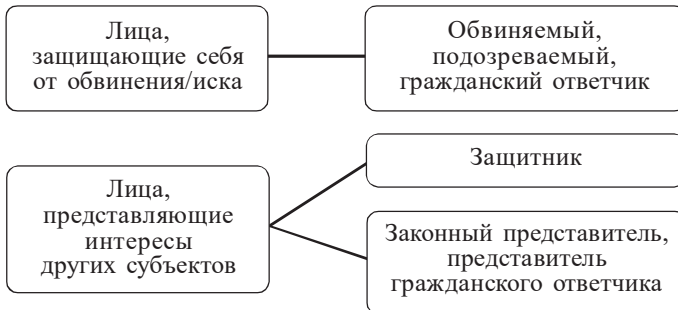 Лица,
защищающие себя
от обвинения/иска
Обвиняемый,
подозреваемый,
гражданский ответчик
Лица,
представляющие
интересы
других субъектов
Защитник
Законный представитель,
представитель
гражданского ответчика